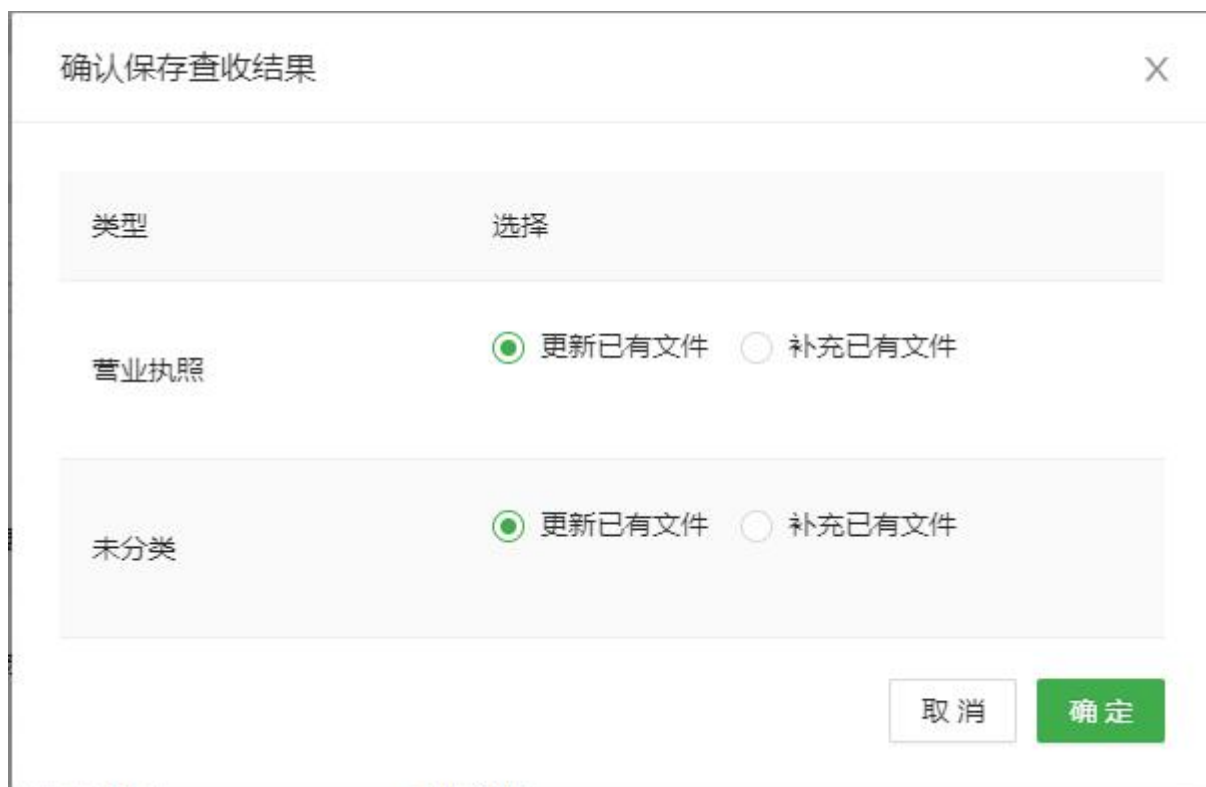 确认保存查收结果
类型 选择
营业执照 更新已有文件 补充已有文件
未分类 更新已有文件 补充已有文件
取消 确定